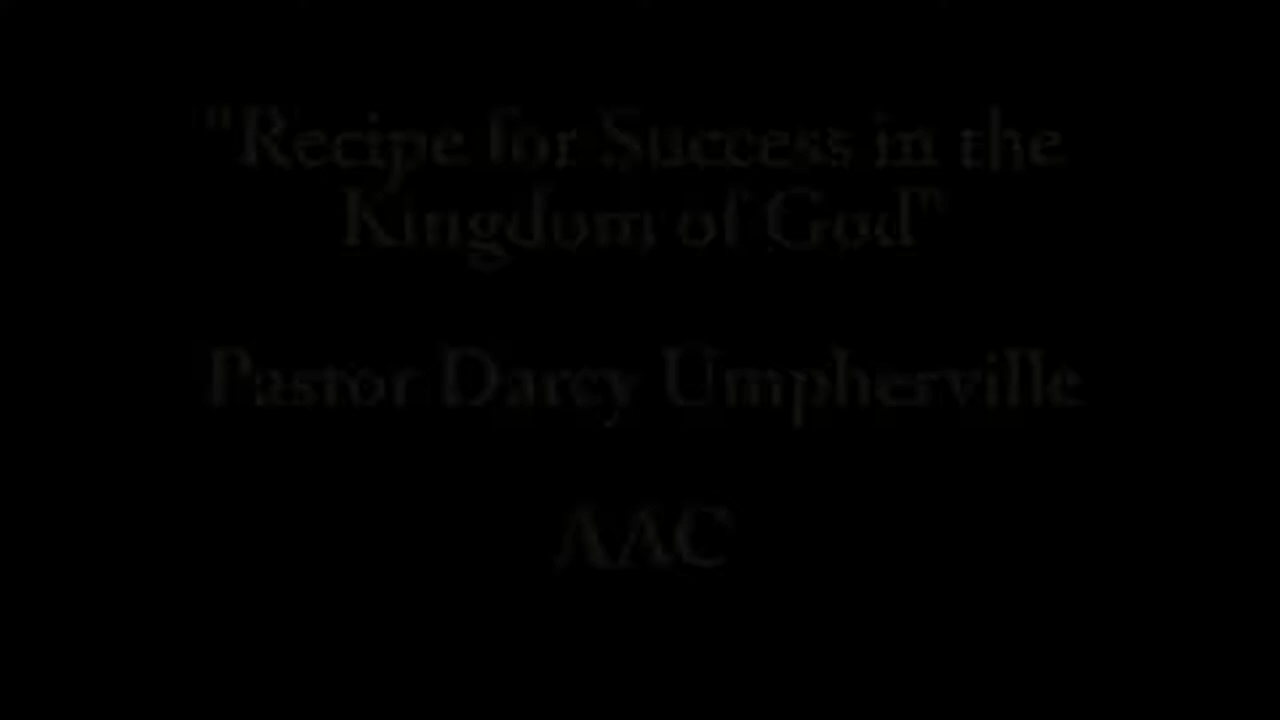 "Recipe for Success in the
Kingdom of God"
Pastor Darcy Umpherville
AAC